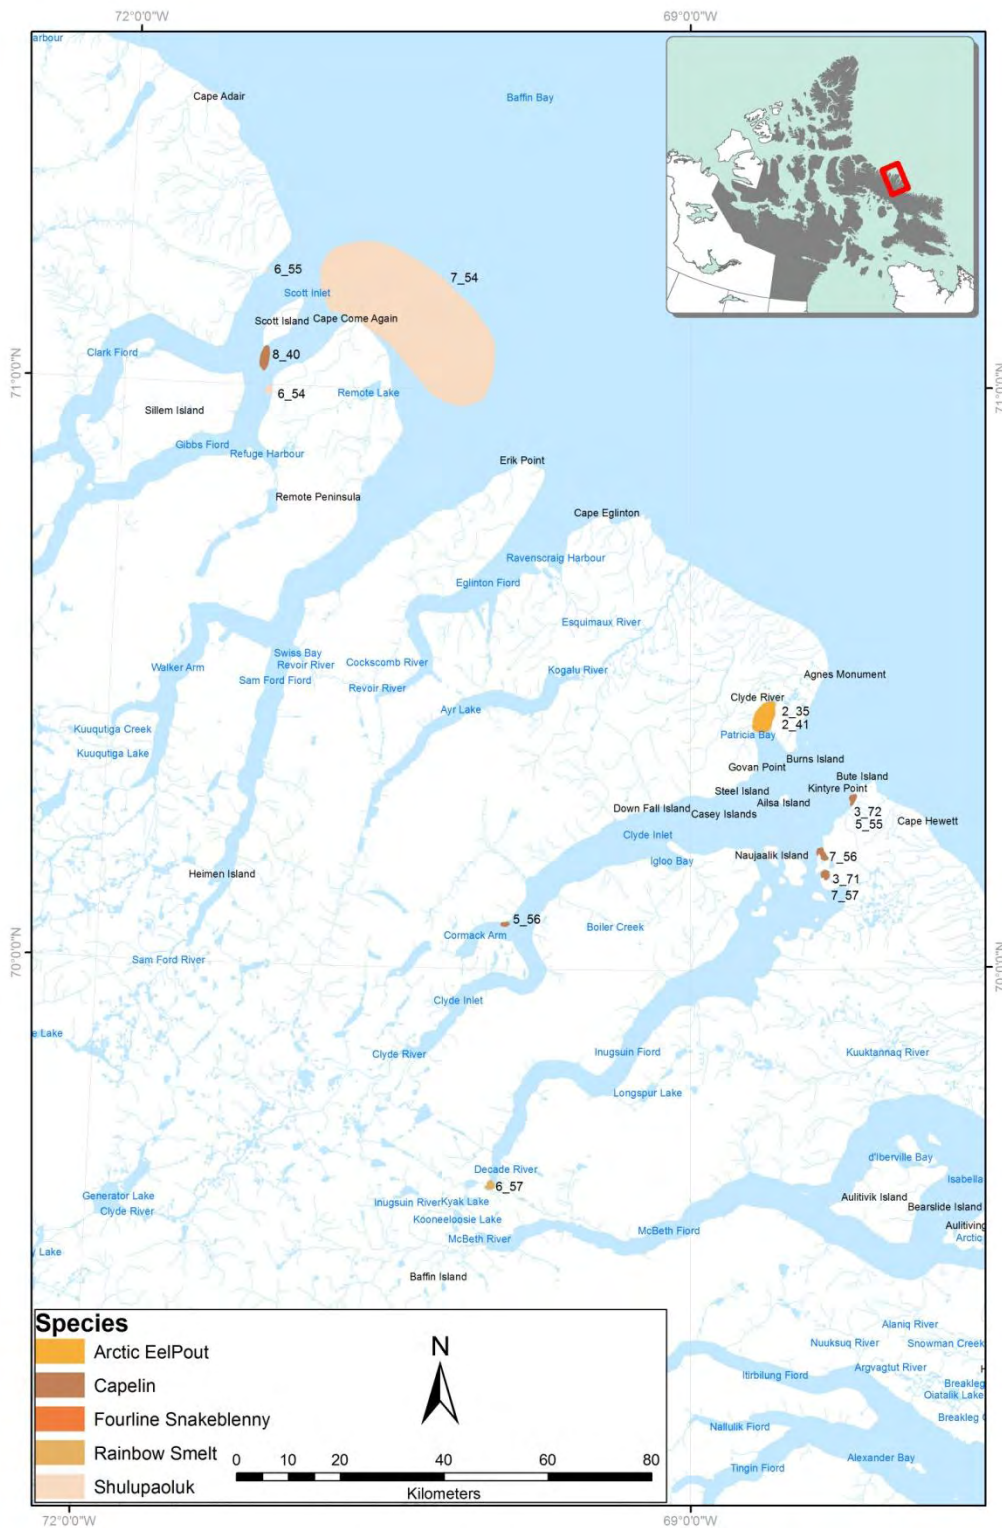 72°0'0"W
69°0'0"W
arbour
Cape Adair
Baffin Bay
6_55
7_54
Scott Inlet
Scott Island
Cape Come Again
Clark Fiord
8_40
71°0'0"N
71°0'0"N
6_54
Remote Lake
Sillem Island
Gibbs Fiord
Refuge Harbour
Erik Point
Remote Peninsula
Cape Eglinton
Ravenscraig Harbour
Eglinton Fiord
Esquimaux River
Swiss Bay
Revoir River
Cockscomb River
Walker Arm
Kogalu River
Sam Ford Fiord
Revoir River
Agnes Monument
Clyde River
Ayr Lake
2_35
2_41
Kuuqutiga Creek
Patricia Bay
Kuuqutiga Lake
Burns Island
Govan Point
Bute Island
Steel Island
Kintyre Point
Ailsa Island
Down Fall Island
Casey Islands
3_72
5_55
Cape Hewett
Clyde Inlet
Igloo Bay
Naujaalik Island
7_56
Heimen Island
3_71
7_57
5_56
Cormack Arm
Boiler Creek
70°0'0"N
70°0'0"N
Sam Ford River
Clyde Inlet
e Lake
Clyde River
Inugsuin Fiord
Kuuktannaq River
Longspur Lake
d'Iberville Bay
Decade River
Isabella
6_57
Generator Lake
Clyde River
Inugsuin River
Kyak Lake
Aulitivik Island
Bearslide Island
Kooneeloosie Lake
McBeth River
McBeth Fiord
Aulitiving
Arctic
y Lake
Baffin Island
Alaniq River
Nuuksuq River
Snowman Creek
Argvagtut River
H
Itirbilung Fiord
Breakleg
Oiatalik Lake
Nallulik Fiord
Breakleg
Alexander Bay
Tingin Fiord
Species
Arctic EelPout
Capelin
Fourline Snakeblenny
Rainbow Smelt
Shulupaoluk
N
0 10 20 40 60 80
Kilometers
72°0'0"W
69°0'0"W